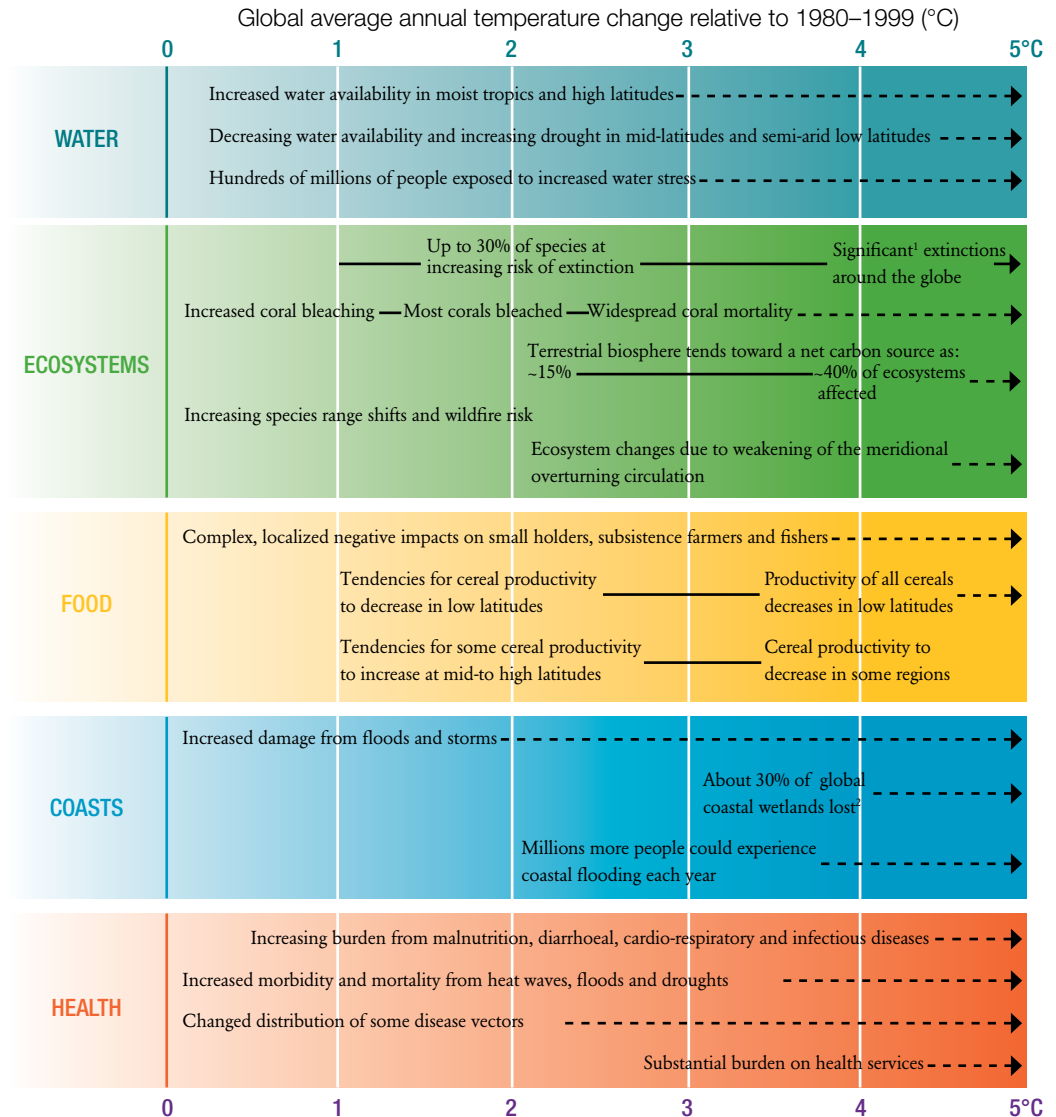 Global average annual temperature change relative to 1980–1999 (°C)
0 1 2 3 4 5°C
WATER
Increased water availability in moist tropics and high latitudes
Decreasing water availability and increasing drought in mid-latitudes and semi-arid low latitudes
Hundreds of millions of people exposed to increased water stress
ECOSYSTEMS
Up to 30% of species at
increasing risk of extinction
Significant¹ extinctions
around the globe
Increased coral bleaching
Most corals bleached
Widespread coral mortality
Terrestrial biosphere tends toward a net carbon source as:
~15%
~40% of ecosystems
affected
Increasing species range shifts and wildfire risk
Ecosystem changes due to weakening of the meridional
overturning circulation
FOOD
Complex, localized negative impacts on small holders, subsistence farmers and fishers
Tendencies for cereal productivity
to decrease in low latitudes
Productivity of all cereals
decreases in low latitudes
Tendencies for some cereal productivity
to increase at mid-to high latitudes
Cereal productivity to
decrease in some regions
COASTS
Increased damage from floods and storms
About 30% of global
coastal wetlands lost²
Millions more people could experience
coastal flooding each year
HEALTH
Increasing burden from malnutrition, diarrhoeal, cardio-respiratory and infectious diseases
Increased morbidity and mortality from heat waves, floods and droughts
Changed distribution of some disease vectors
Substantial burden on health services
0 1 2 3 4 5°C